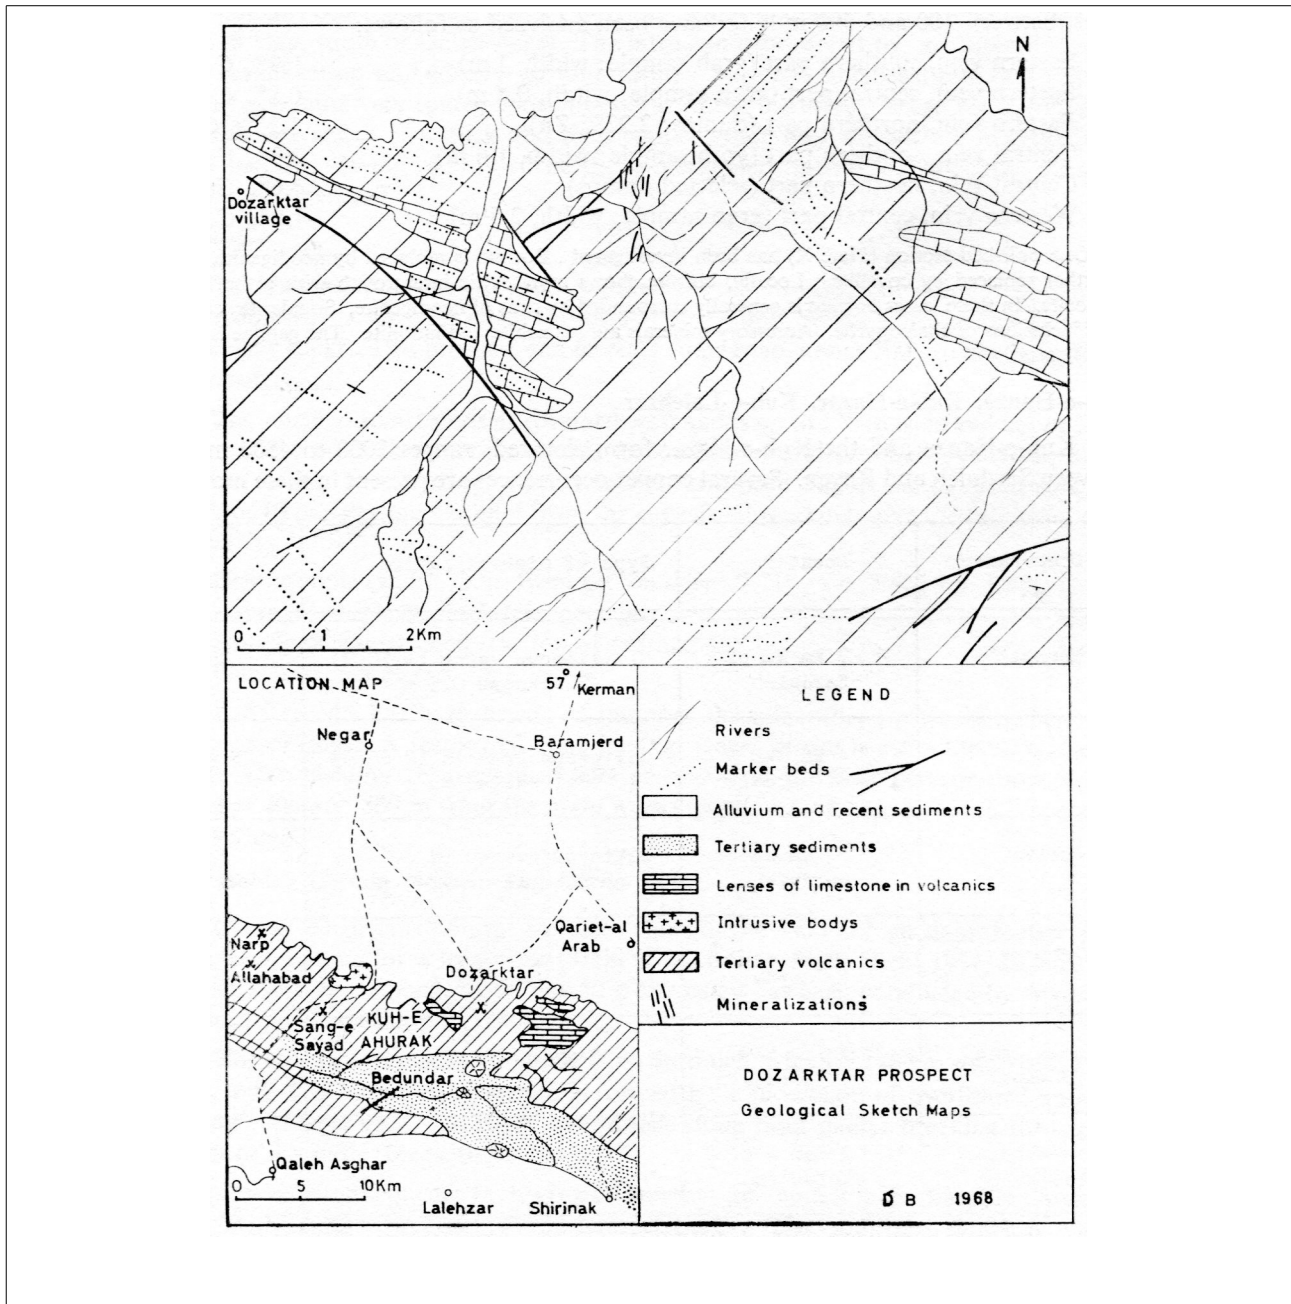 N
Dozarktar
village
0 1 2Km
LOCATION MAP
57°
Kerman
Negar
Baramjerd
Qariet-al
Arab
Narp
Allahabad
Dozarktar
Sang-e
Sayad
KUH-E
AHURAK
Bedundar
Qaleh Asghar
0 5 10Km
Lalehzar
Shirinak
LEGEND
Rivers
Marker beds
Alluvium and recent sediments
Tertiary sediments
Lenses of limestone in volcanics
Intrusive bodys
Tertiary volcanics
Mineralizations
DOZARKTAR PROSPECT
Geological Sketch Maps
D B 1968